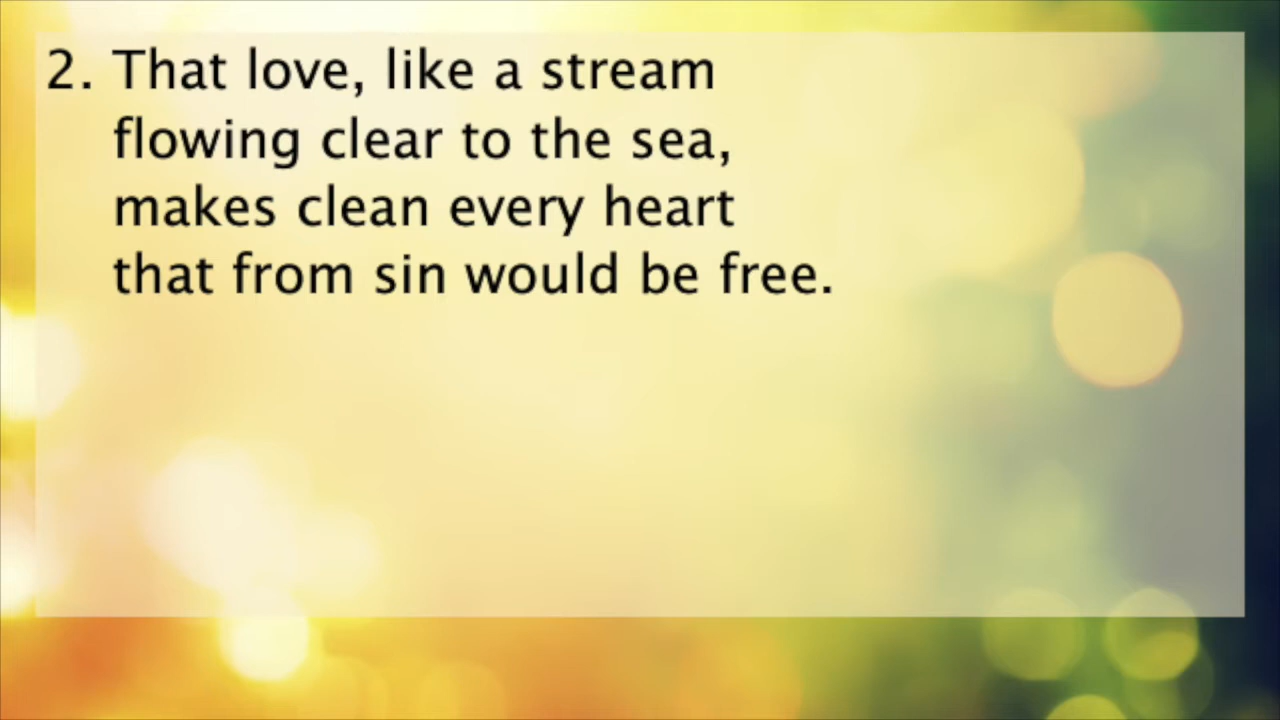 2. That love, like a stream
flowing clear to the sea,
makes clean every heart
that from sin would be free.